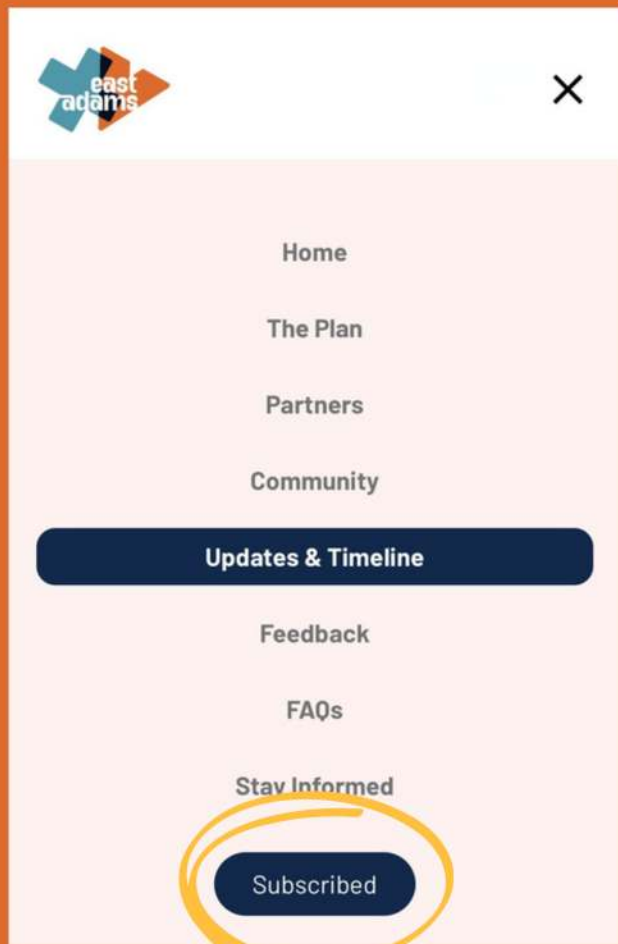 east
adams
Home
The Plan
Partners
Community
Updates & Timeline
Feedback
FAQs
Stay Informed
Subscribed